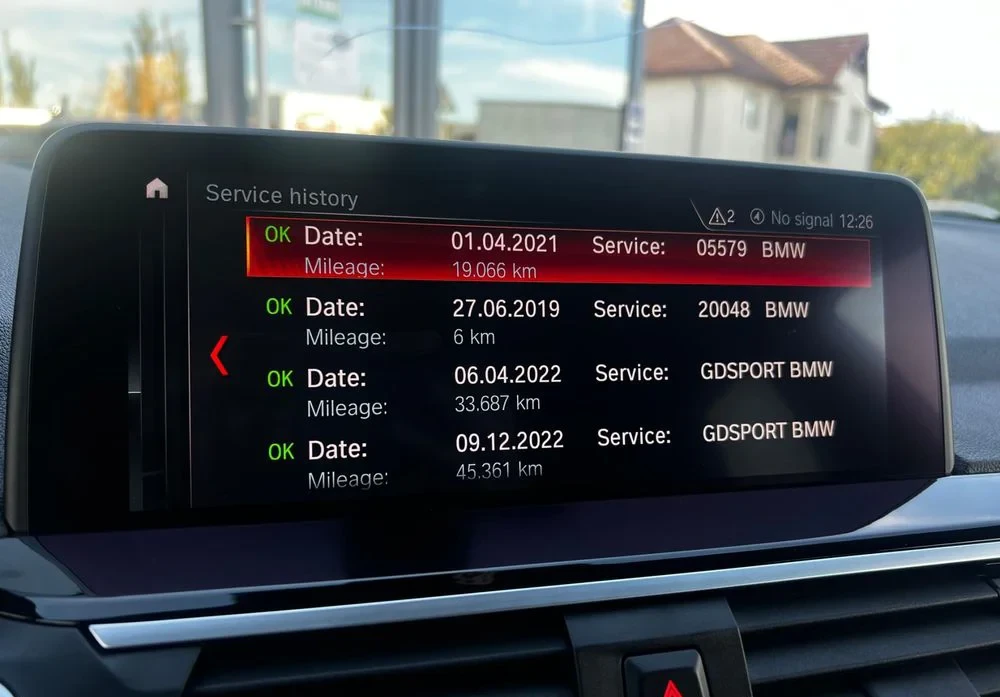 Service history
2 No signal 12:26
OK Date: 01.04.2021 Service: 05579 BMW
Mileage: 19.066 km
OK Date: 27.06.2019 Service: 20048 BMW
Mileage: 6 km
OK Date: 06.04.2022 Service: GDSPORT BMW
Mileage: 33.687 km
OK Date: 09.12.2022 Service: GDSPORT BMW
Mileage: 45.361 km